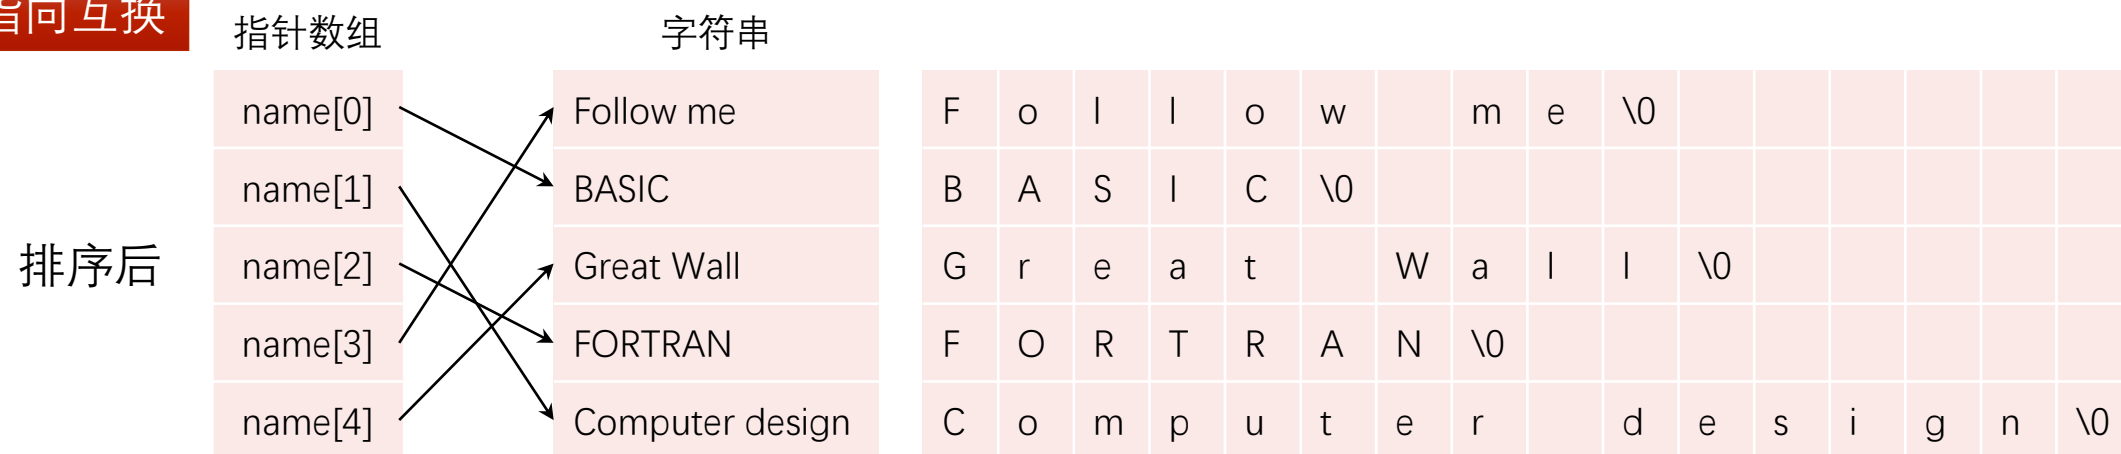 指向互换
指针数组 字符串
name[0] Follow me F o l l o w m e \0
name[1] BASIC B A S I C \0
排序后
name[2] Great Wall G r e a t W a l l \0
name[3] FORTRAN F O R T R A N \0
name[4] Computer design C o m p u t e r d e s i g n \0